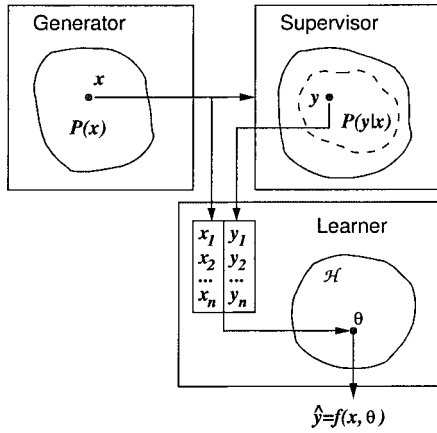 Generator
x
P(x)
Supervisor
y
P(y|x)
Learner
x₁ y₁
x₂ y₂
... ...
xₙ yₙ
ℋ
θ
ŷ=f(x, θ)